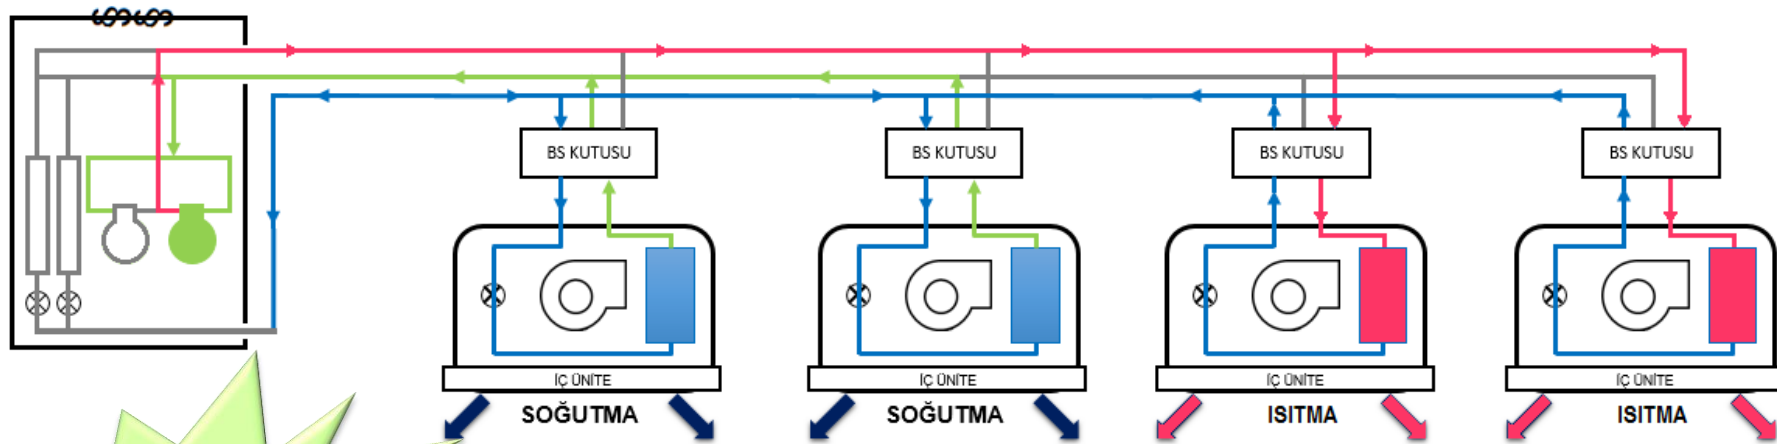 BS KUTUSU
BS KUTUSU
BS KUTUSU
BS KUTUSU
İÇ ÜNİTE
İÇ ÜNİTE
İÇ ÜNİTE
İÇ ÜNİTE
SOĞUTMA
SOĞUTMA
ISITMA
ISITMA